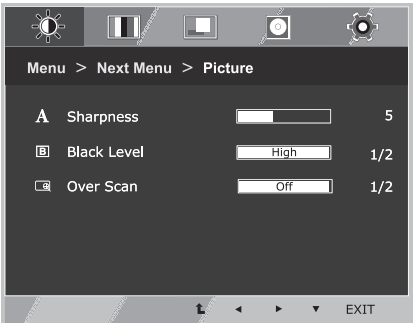 Menu > Next Menu > Picture
A Sharpness 5
B Black Level High 1/2
Over Scan Off 1/2
EXIT